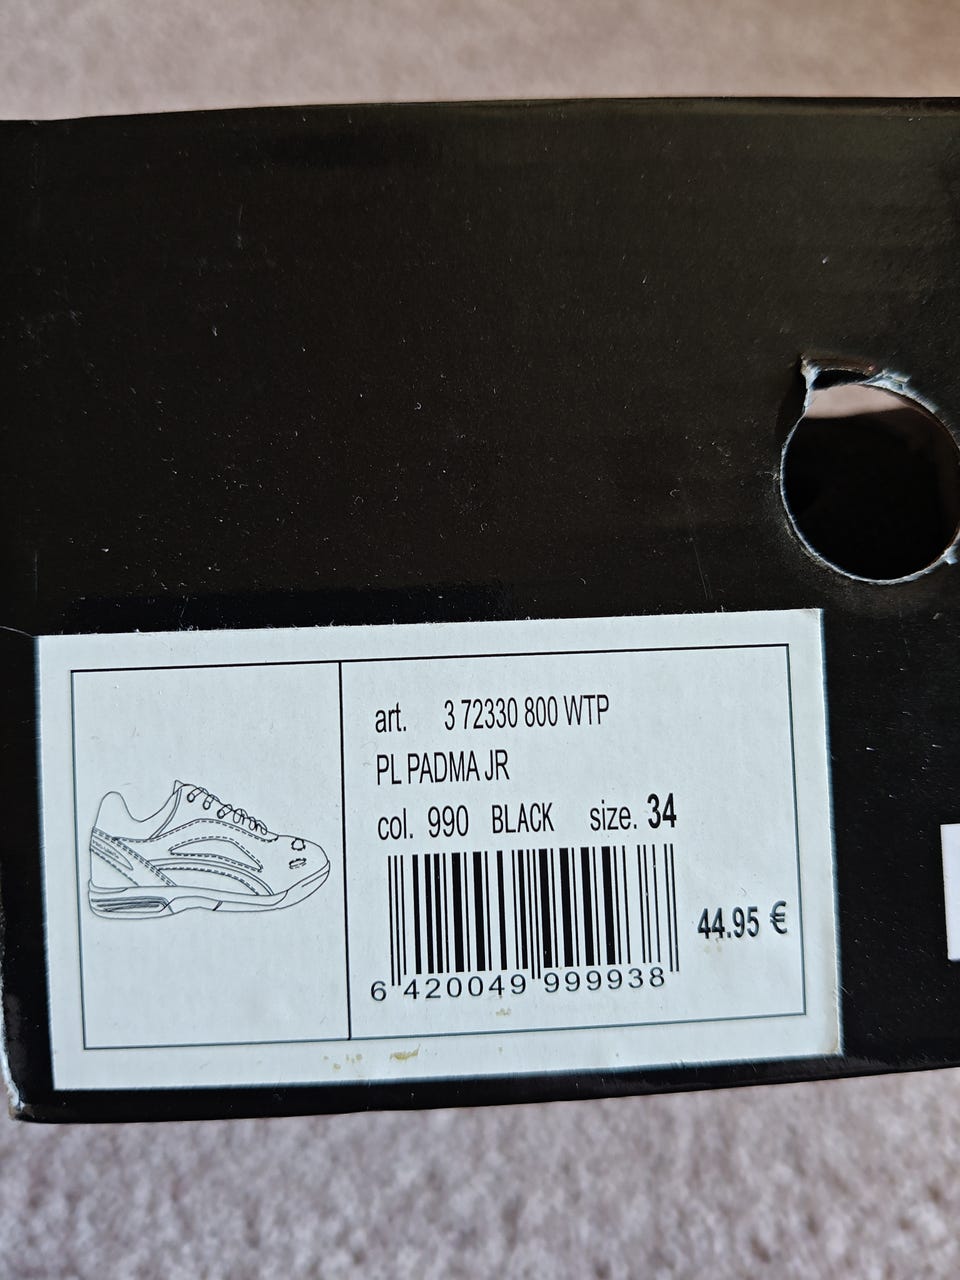 art. 3 72330 800 WTP
PL PADMA JR
col. 990 BLACK size. 34
44.95 €
6 420049 999938